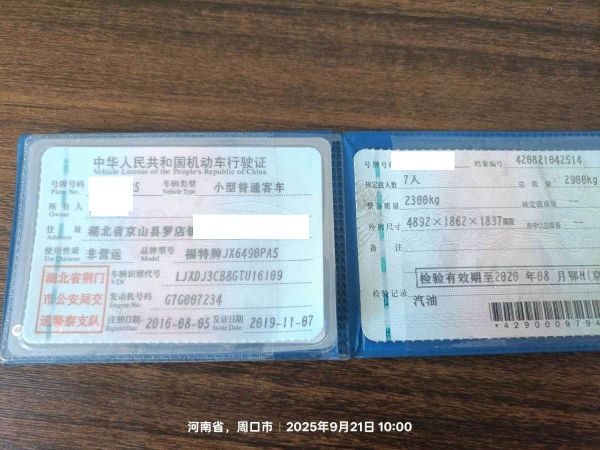 中华人民共和国机动车行驶证
Vehicle License of the People's Republic of China
号牌号码
Plate No.
5
车辆类型
Vehicle Type
小型普通客车
所有人
Owner
住址
湖北省京山县罗店
使用性质
Use Character
非营运
品牌型号
Model
福特牌JX6490PA5
湖北省荆门
市公安局交
通警察支队
车辆识别代号
VIN
LJXDJ3CB8GTU16109
发动机号码
Engine No.
G7G007234
注册日期
Register Date
2016-08-05
发证日期
Issue Date
2019-11-07
号牌号码
档案编号
420821042514
核定载人数
7人
总质量
2900kg
整备质量
2300kg
核定载质量
外廓尺寸
4892×1862×1837
准牵引总质量
备注
检验有效期至2020年08月鄂H(京
检验记录
汽油
*4290009794
河南省，周口市
2025年9月21日 10:00